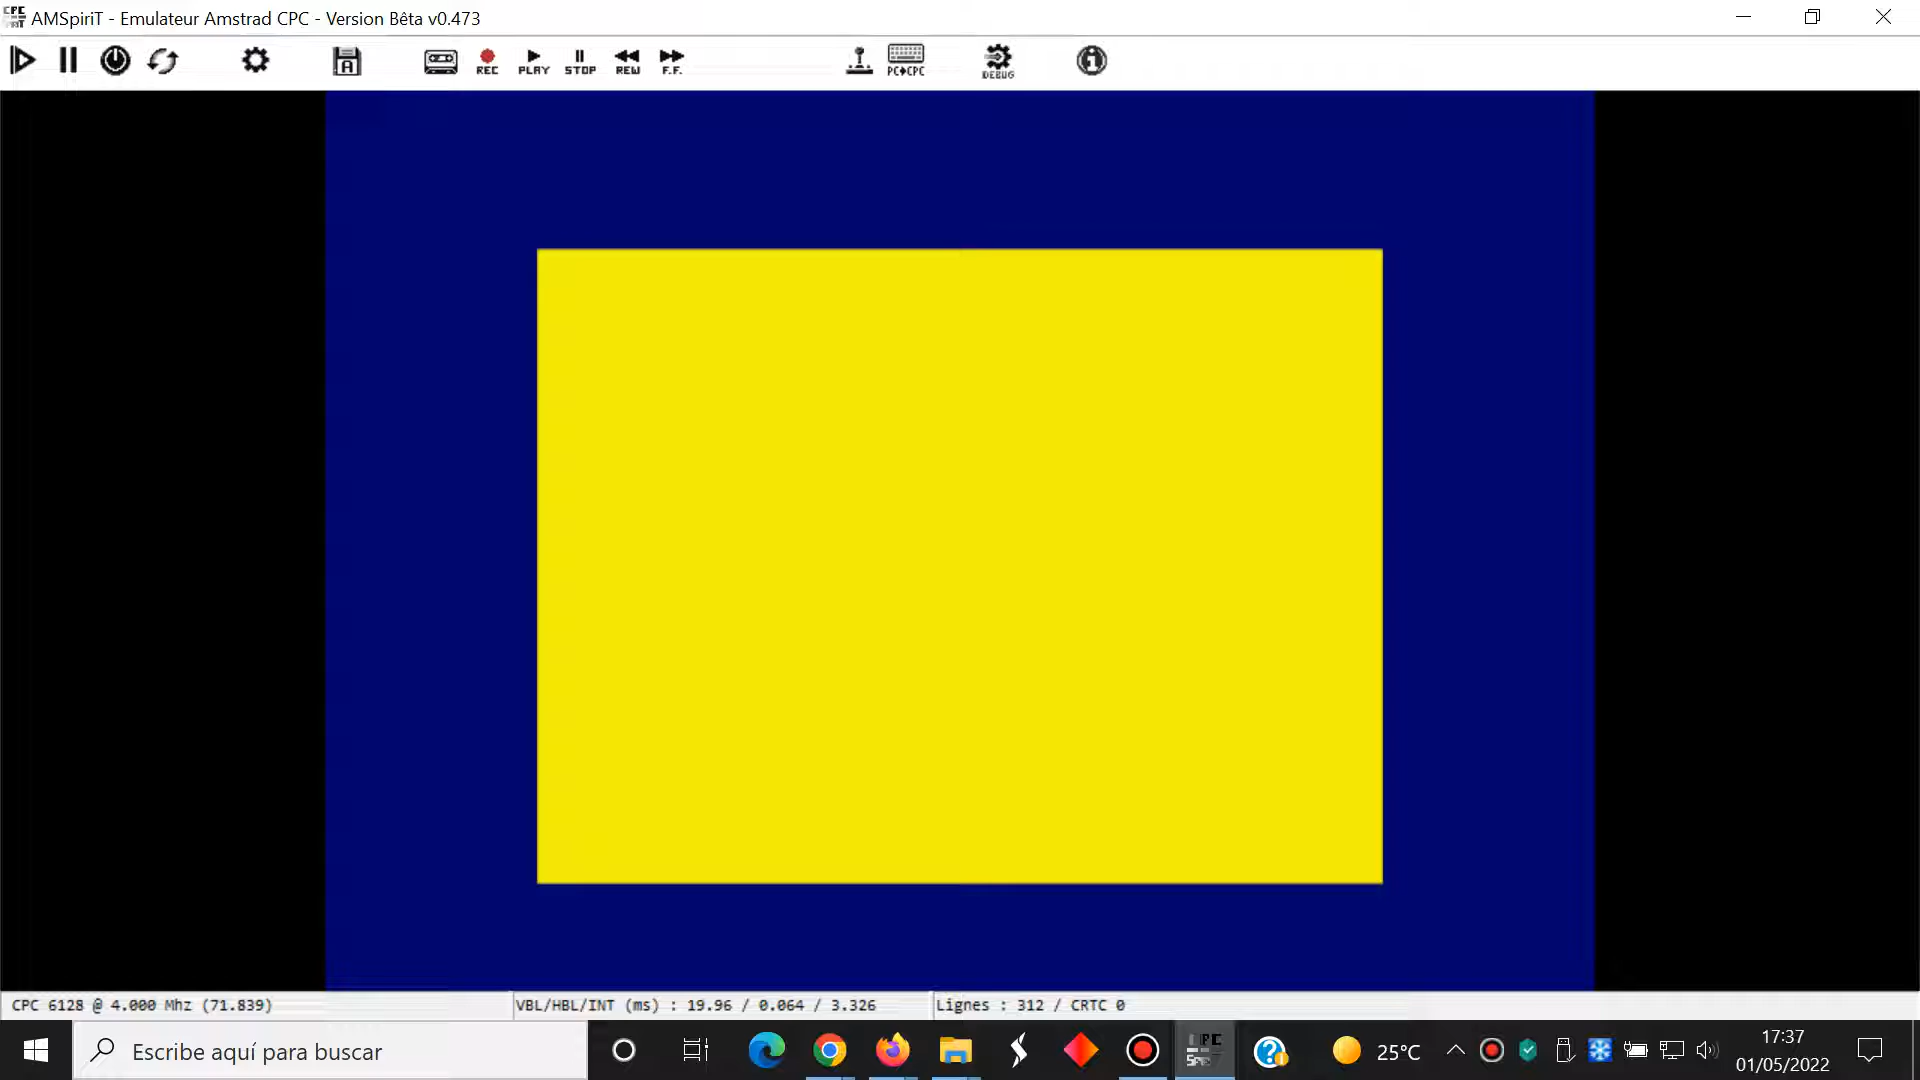 AMSpiriT - Emulateur Amstrad CPC - Version Bêta v0.473
REC PLAY STOP REW F.F. PC CPC DEBUG
CPC 6128 @ 4.000 Mhz (71.839) VBL/HBL/INT (ms) : 19.96 / 0.064 / 3.326 Lignes : 312 / CRTC 0
Escribe aquí para buscar
25°C
17:37
01/05/2022